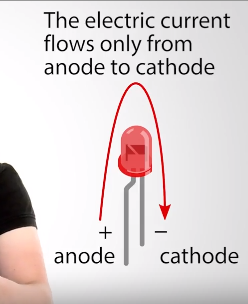 The electric current
flows only from
anode to cathode
+ −
anode cathode